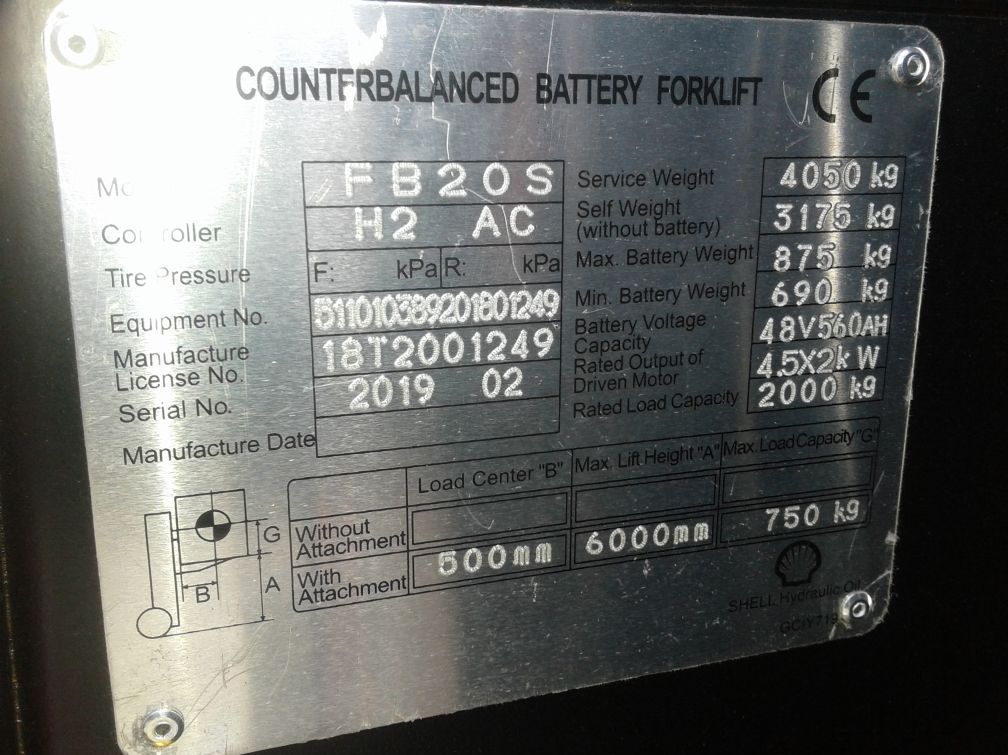 COUNTERBALANCED BATTERY FORKLIFT CE
FB20S
Controller H2 AC
Tire Pressure F: kPa R: kPa
Equipment No. 511010389201801249
Manufacture License No. 18T2001249
Serial No. 2019 02
Manufacture Date
Service Weight 4050 kg
Self Weight (without battery) 3175 kg
Max. Battery Weight 875 kg
Min. Battery Weight 690 kg
Battery Voltage Capacity 48V560AH
Rated Output of Driven Motor 4.5X2kW
Rated Load Capacity 2000 kg
Load Center "B" Max. Lift Height "A" Max. Load Capacity "G"
Without Attachment
With Attachment 500mm 6000mm 750 kg
G
A
B
SHELL Hydraulic Oil